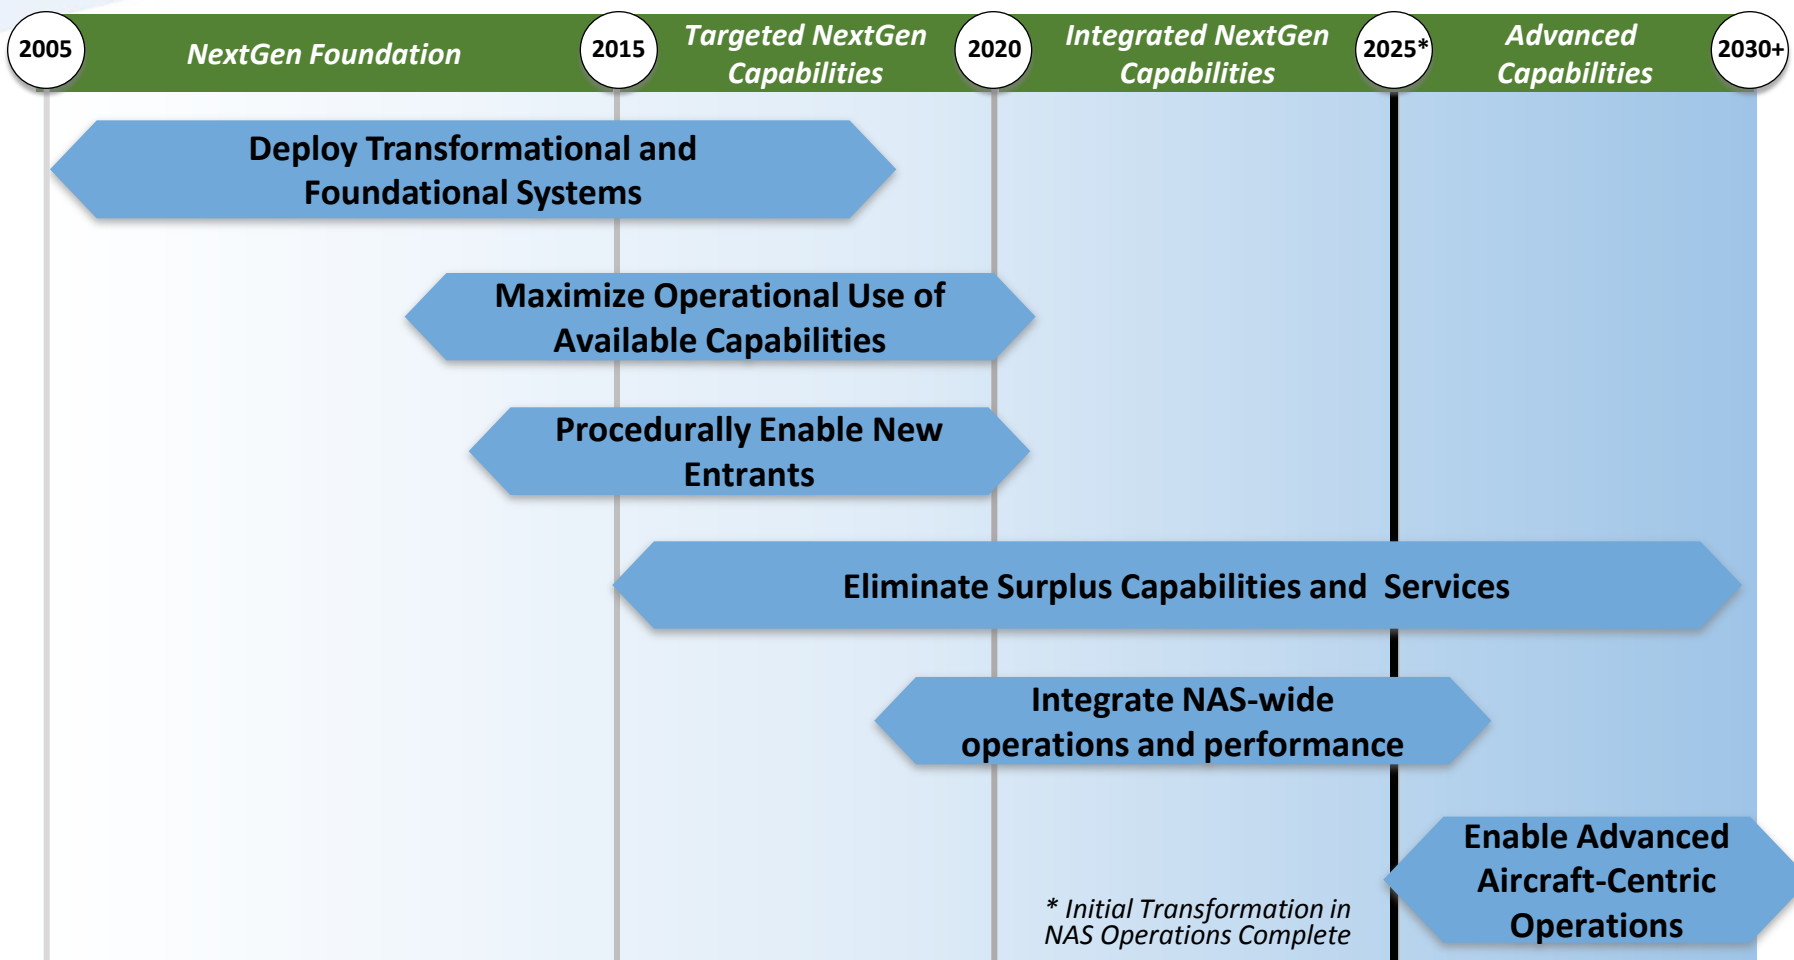 2005
NextGen Foundation
2015
Targeted NextGen
Capabilities
2020
Integrated NextGen
Capabilities
2025*
Advanced
Capabilities
2030+
Deploy Transformational and
Foundational Systems
Maximize Operational Use of
Available Capabilities
Procedurally Enable New
Entrants
Eliminate Surplus Capabilities and  Services
Integrate NAS-wide
operations and performance
Enable Advanced
Aircraft-Centric
Operations
* Initial Transformation in
NAS Operations Complete